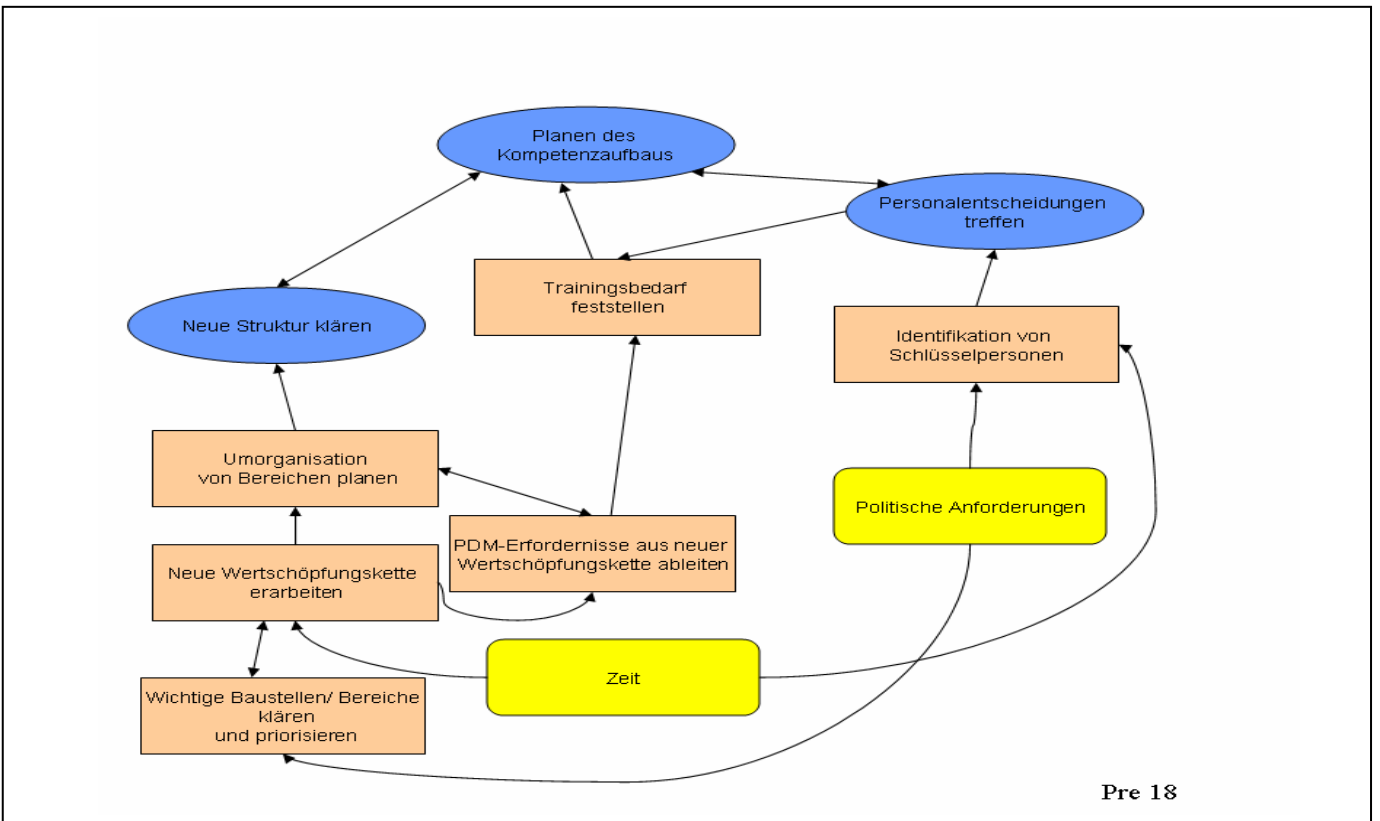 Planen des
Kompetenzaufbaus
Personalentscheidungen
treffen
Trainingsbedarf
feststellen
Neue Struktur klären
Identifikation von
Schlüsselpersonen
Umorganisation
von Bereichen planen
Politische Anforderungen
PDM-Erfordernisse aus neuer
Wertschöpfungskette ableiten
Neue Wertschöpfungskette
erarbeiten
Zeit
Wichtige Baustellen/ Bereiche
klären
und priorisieren
Pre 18